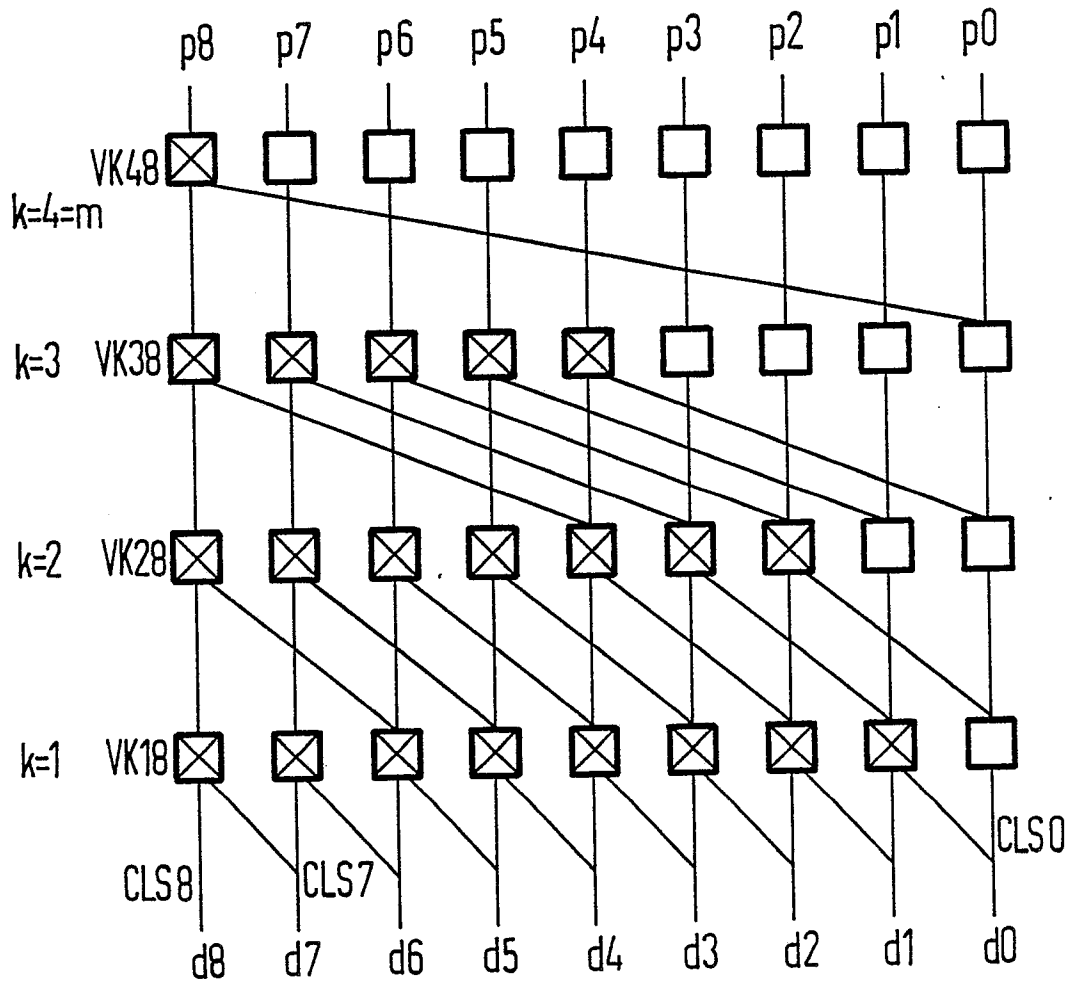 p8 p7 p6 p5 p4 p3 p2 p1 p0
VK48
k=4=m
k=3 VK38
k=2 VK28
k=1 VK18
CLS0
CLS8 CLS7
d8 d7 d6 d5 d4 d3 d2 d1 d0